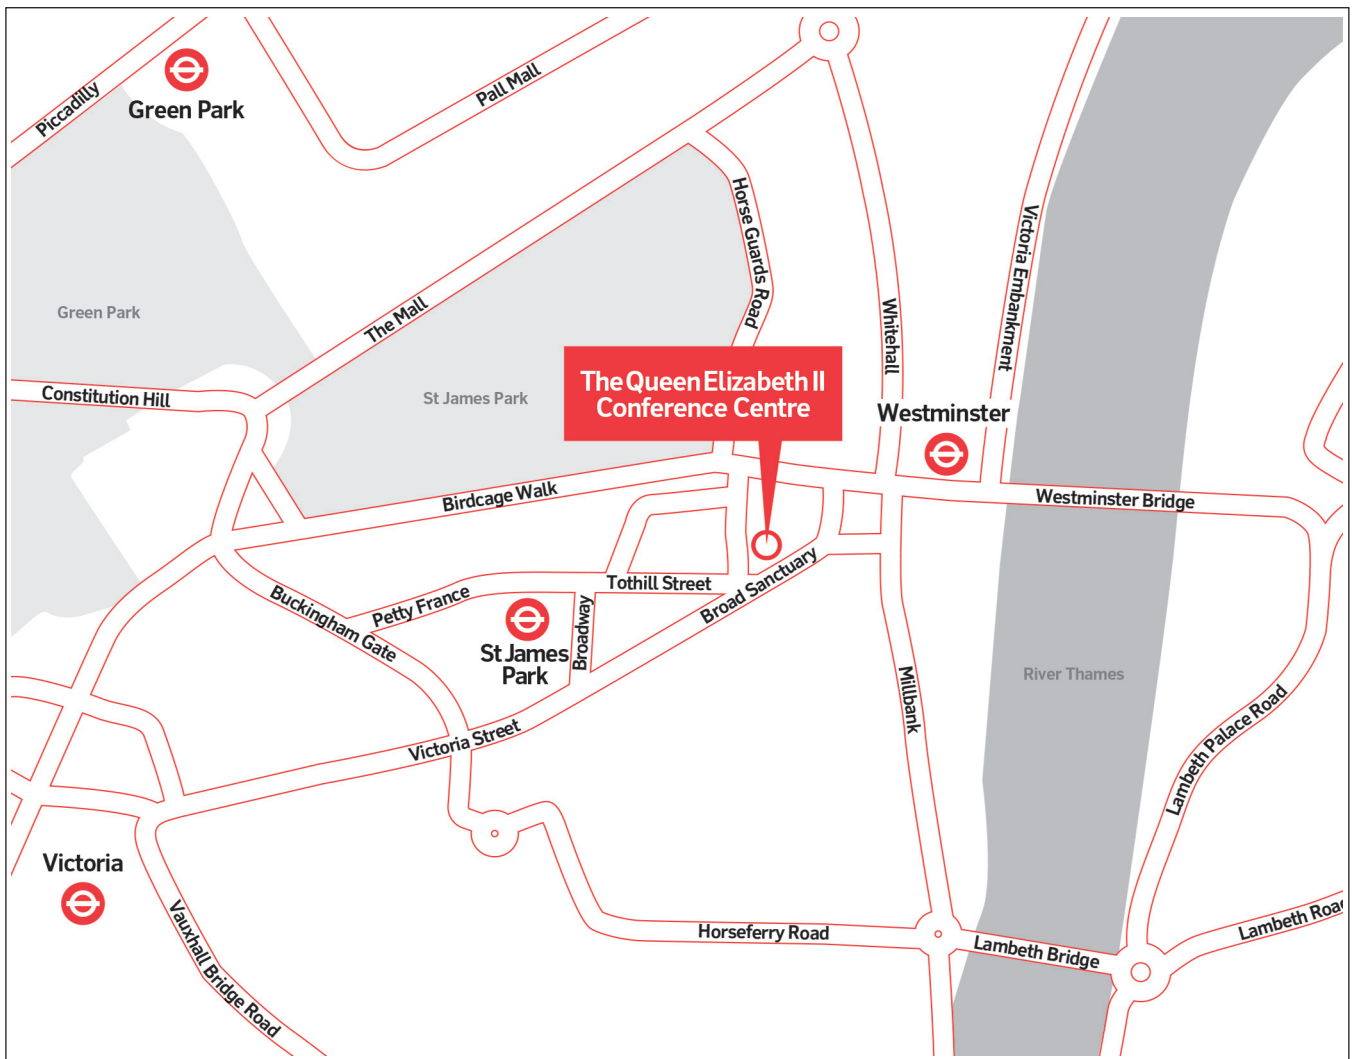 Piccadilly
Green Park
Pall Mall
Green Park
The Mall
Horse Guards Road
Whitehall
Victoria Embankment
Constitution Hill
St James Park
The Queen Elizabeth II
Conference Centre
Westminster
Birdcage Walk
Westminster Bridge
Tothill Street
Broad Sanctuary
Petty France
Buckingham Gate
Broadway
St James
Park
River Thames
Millbank
Victoria Street
Lambeth Palace Road
Victoria
Vauxhall Bridge Road
Horseferry Road
Lambeth Bridge
Lambeth Road